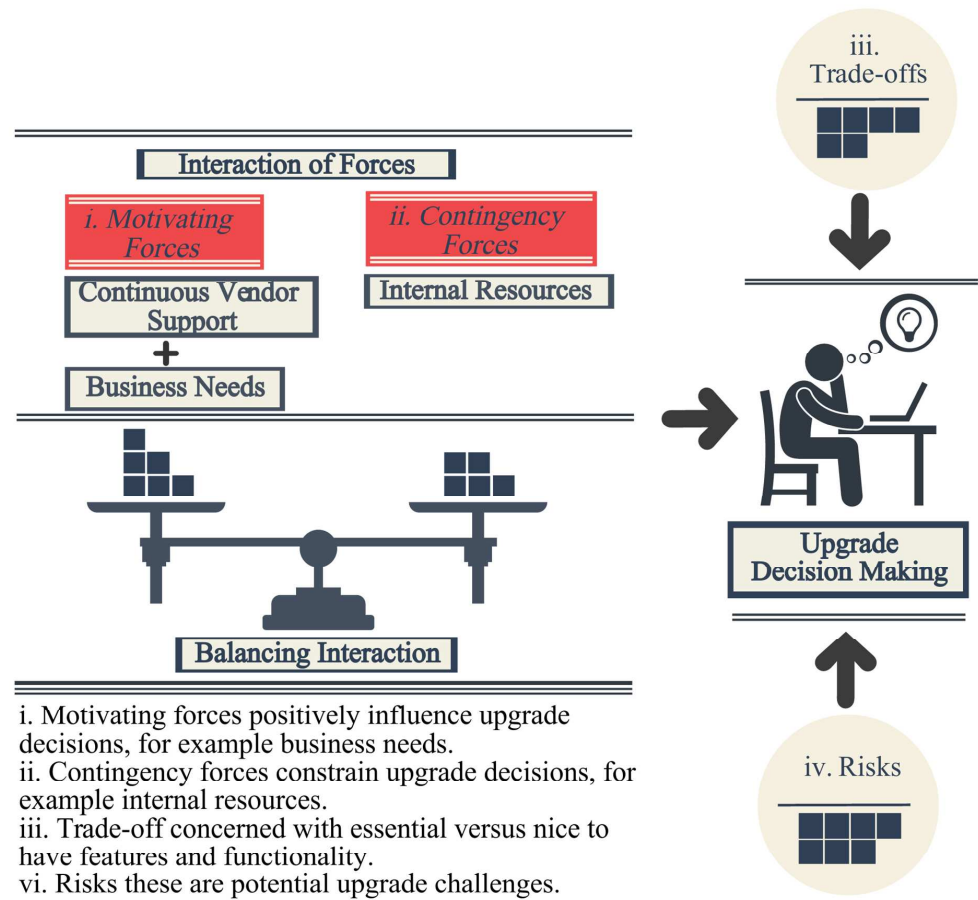 Interaction of Forces
i. Motivating
Forces
Continuous Vendor
Support
+
Business Needs
ii. Contingency
Forces
Internal Resources
Balancing Interaction
iii.
Trade-offs
Upgrade
Decision Making
iv. Risks
i. Motivating forces positively influence upgrade
decisions, for example business needs.
ii. Contingency forces constrain upgrade decisions, for
example internal resources.
iii. Trade-off concerned with essential versus nice to
have features and functionality.
vi. Risks these are potential upgrade challenges.